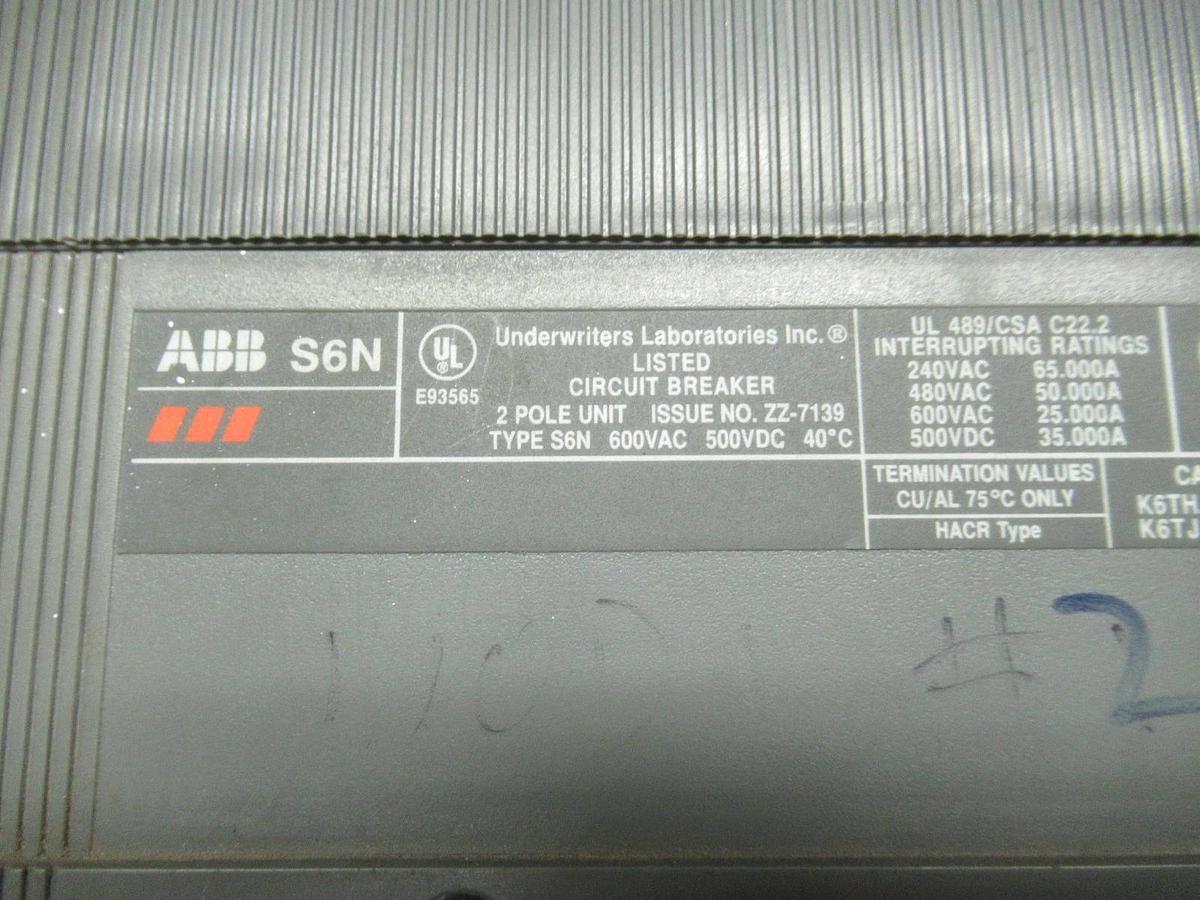 ABB S6N
UL
®
E93565
Underwriters Laboratories Inc.®
LISTED
CIRCUIT BREAKER
2 POLE UNIT ISSUE NO. ZZ-7139
TYPE S6N 600VAC 500VDC 40°C
UL 489/CSA C22.2
INTERRUPTING RATINGS
240VAC 65.000A
480VAC 50.000A
600VAC 25.000A
500VDC 35.000A
TERMINATION VALUES
CU/AL 75°C ONLY
HACR Type
CA
K6TH
K6TJ
#2